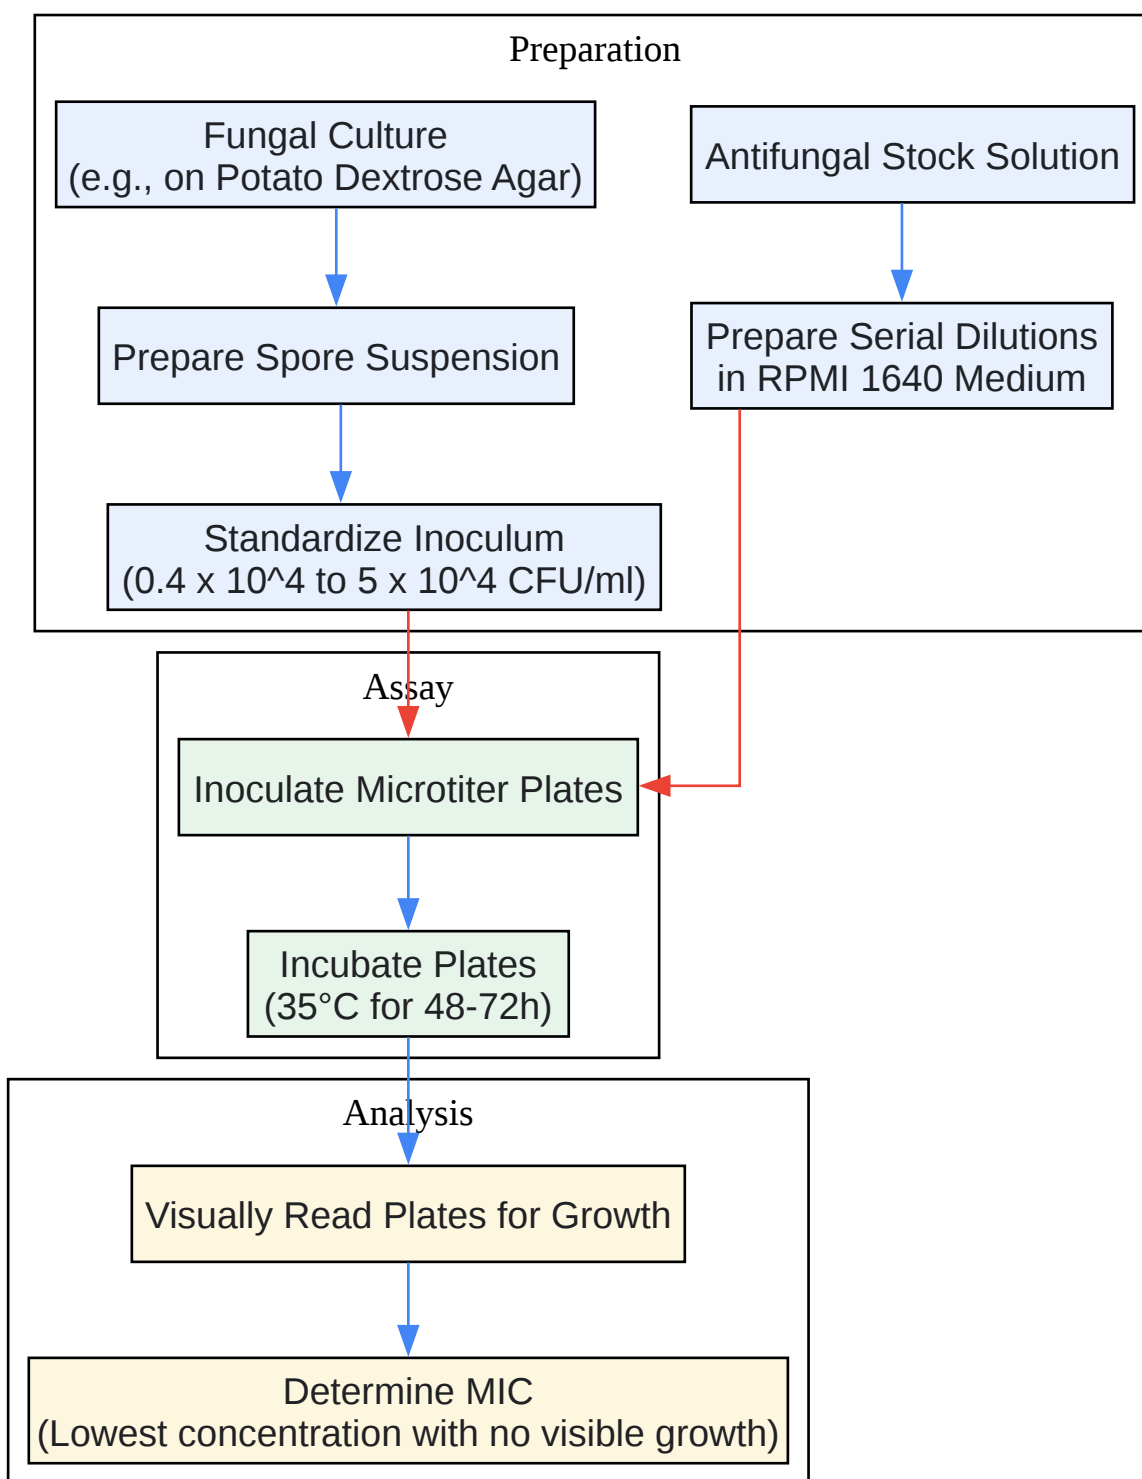 Preparation
Fungal Culture
(e.g., on Potato Dextrose Agar)
Antifungal Stock Solution
Prepare Spore Suspension
Prepare Serial Dilutions
in RPMI 1640 Medium
Standardize Inoculum
(0.4 x 10^4 to 5 x 10^4 CFU/ml)
Assay
Inoculate Microtiter Plates
Incubate Plates
(35°C for 48-72h)
Analysis
Visually Read Plates for Growth
Determine MIC
(Lowest concentration with no visible growth)